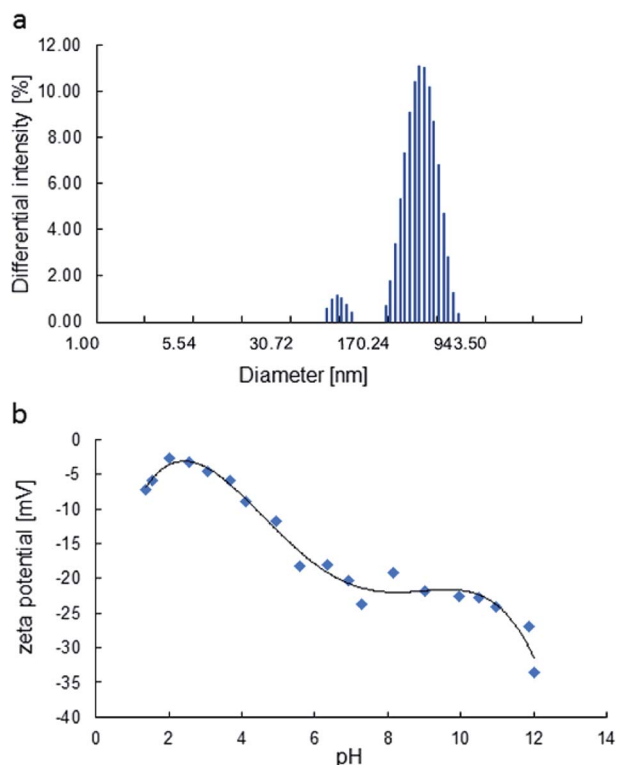 a
Differential intensity [%]
12.00
10.00
8.00
6.00
4.00
2.00
0.00
1.00 5.54 30.72 170.24 943.50
Diameter [nm]
b
zeta potential [mV]
0
-5
-10
-15
-20
-25
-30
-35
-40
0 2 4 6 8 10 12 14
pH